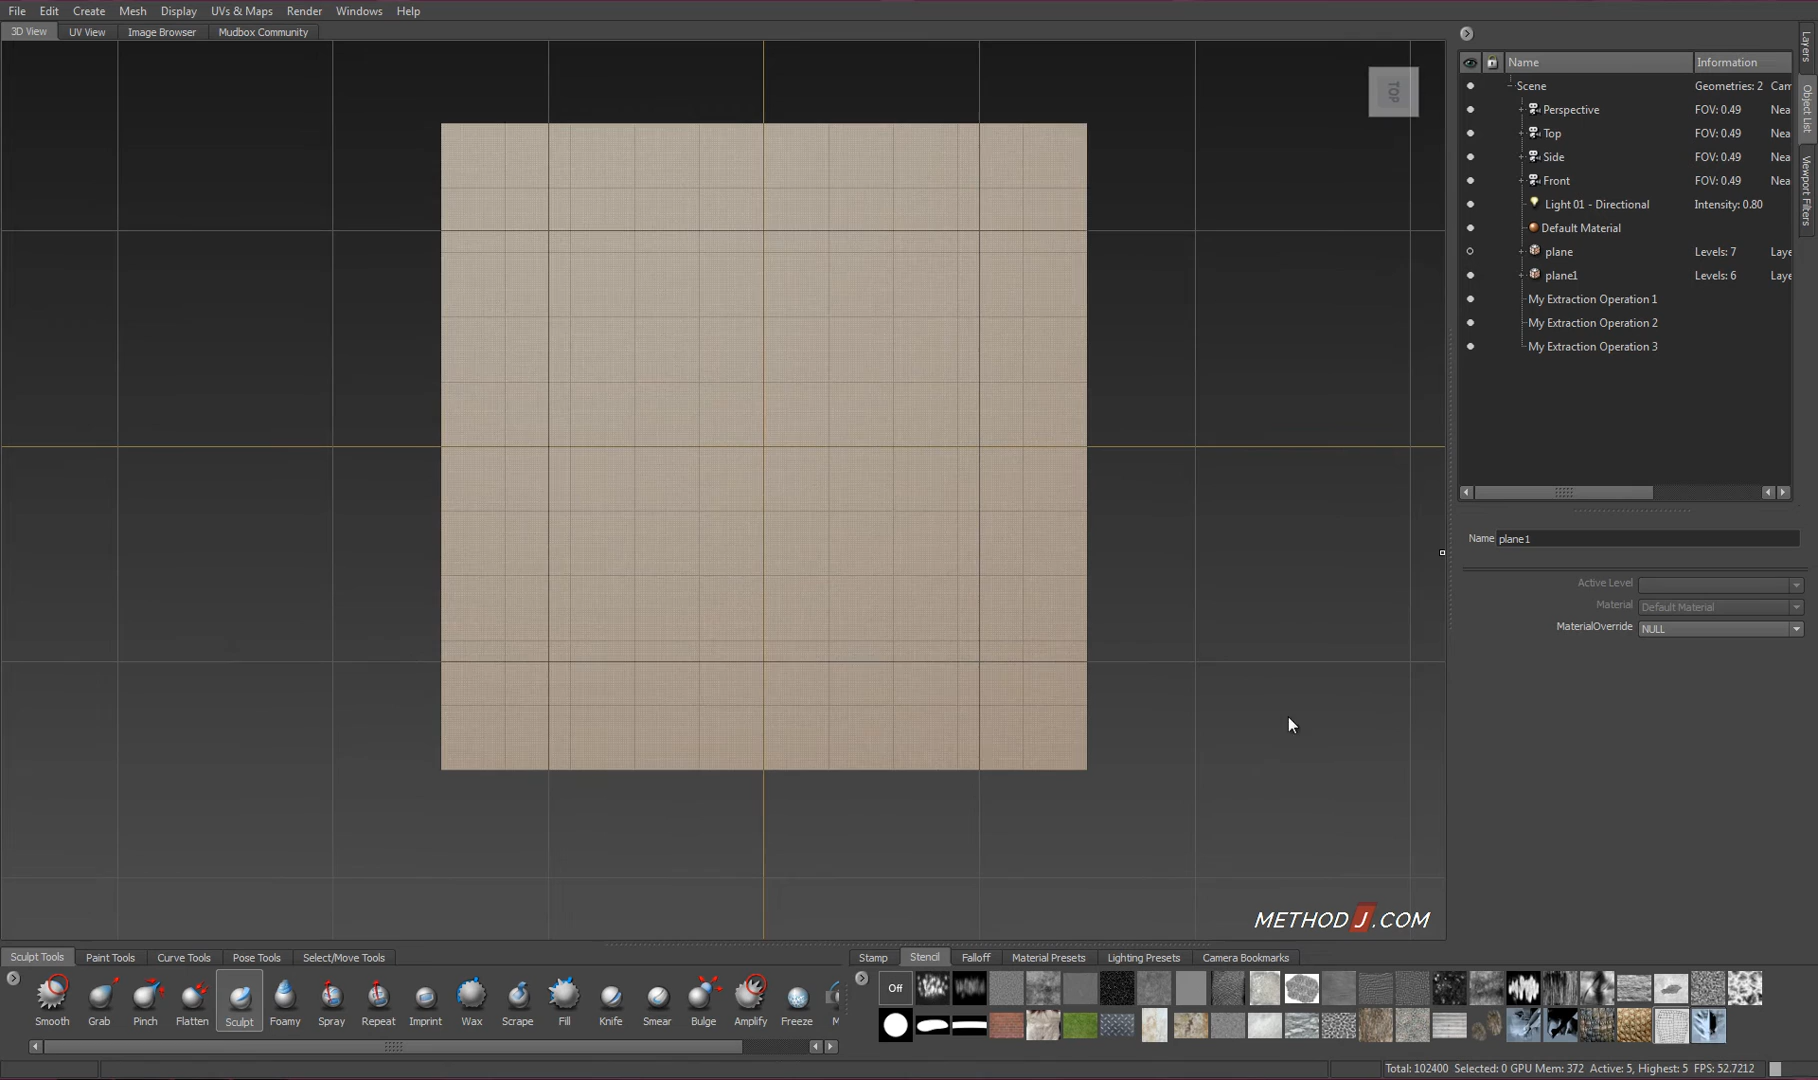 File Edit Create Mesh Display UVs & Maps Render Windows Help
3D View UV View Image Browser Mudbox Community
TOP
Name Information
Scene Geometries: 2 Cam
Perspective FOV: 0.49 Nea
Top FOV: 0.49 Nea
Side FOV: 0.49 Nea
Front FOV: 0.49 Nea
Light 01 - Directional Intensity: 0.80
Default Material
plane Levels: 7 Laye
plane1 Levels: 6 Laye
My Extraction Operation 1
My Extraction Operation 2
My Extraction Operation 3
Layers
Object List
Viewport Filters
Name plane1
Active Level
Material Default Material
MaterialOverride NULL
METHOD J .COM
Sculpt Tools Paint Tools Curve Tools Pose Tools Select/Move Tools
Smooth Grab Pinch Flatten Sculpt Foamy Spray Repeat Imprint Wax Scrape Fill Knife Smear Bulge Amplify Freeze M
Stamp Stencil Falloff Material Presets Lighting Presets Camera Bookmarks
Off
Total: 102400 Selected: 0 GPU Mem: 372 Active: 5, Highest: 5 FPS: 52.7212